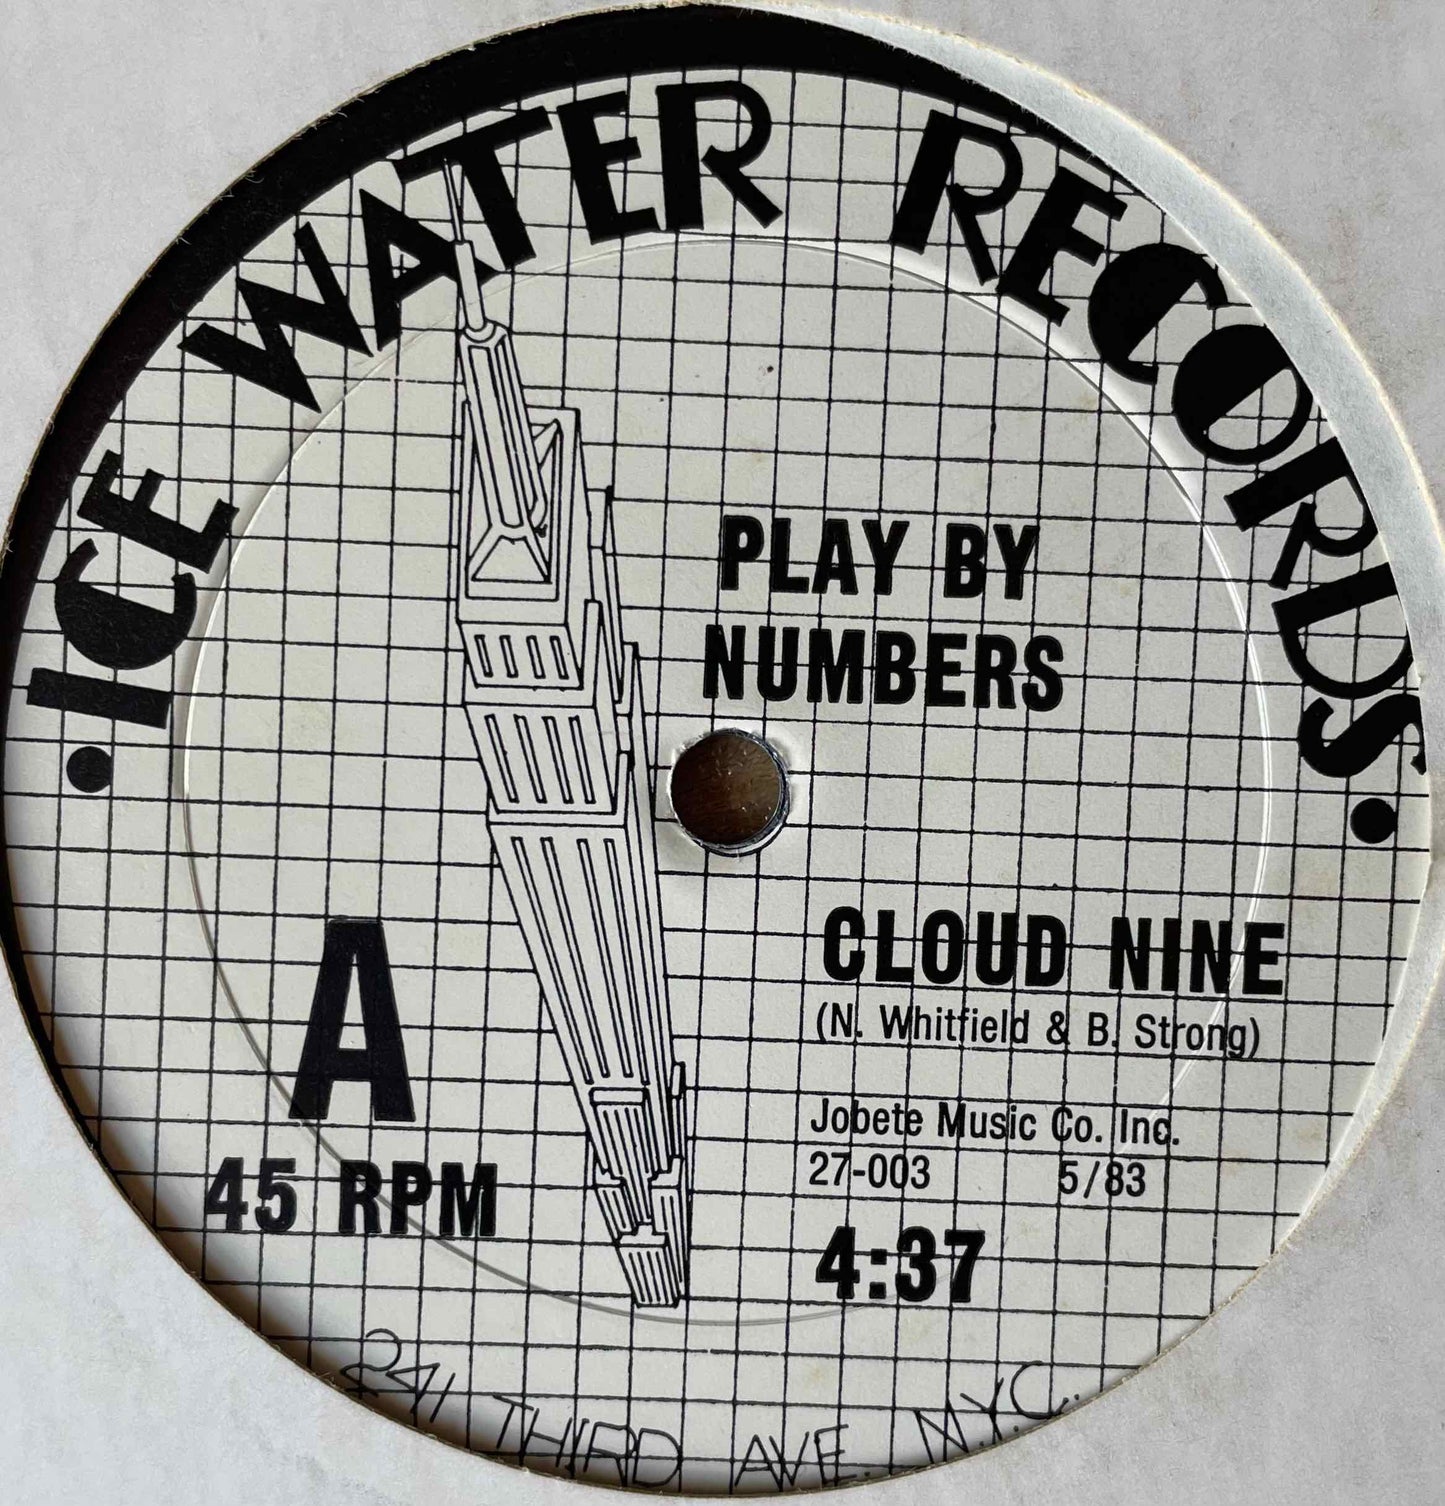 • ICE WATER RECORDS •
PLAY BY
NUMBERS
CLOUD NINE
(N. Whitfield & B. Strong)
A
Jobete Music Co. Inc.
27-003 5/83
45 RPM
4:37
241 THIRD AVE. N.Y.C.